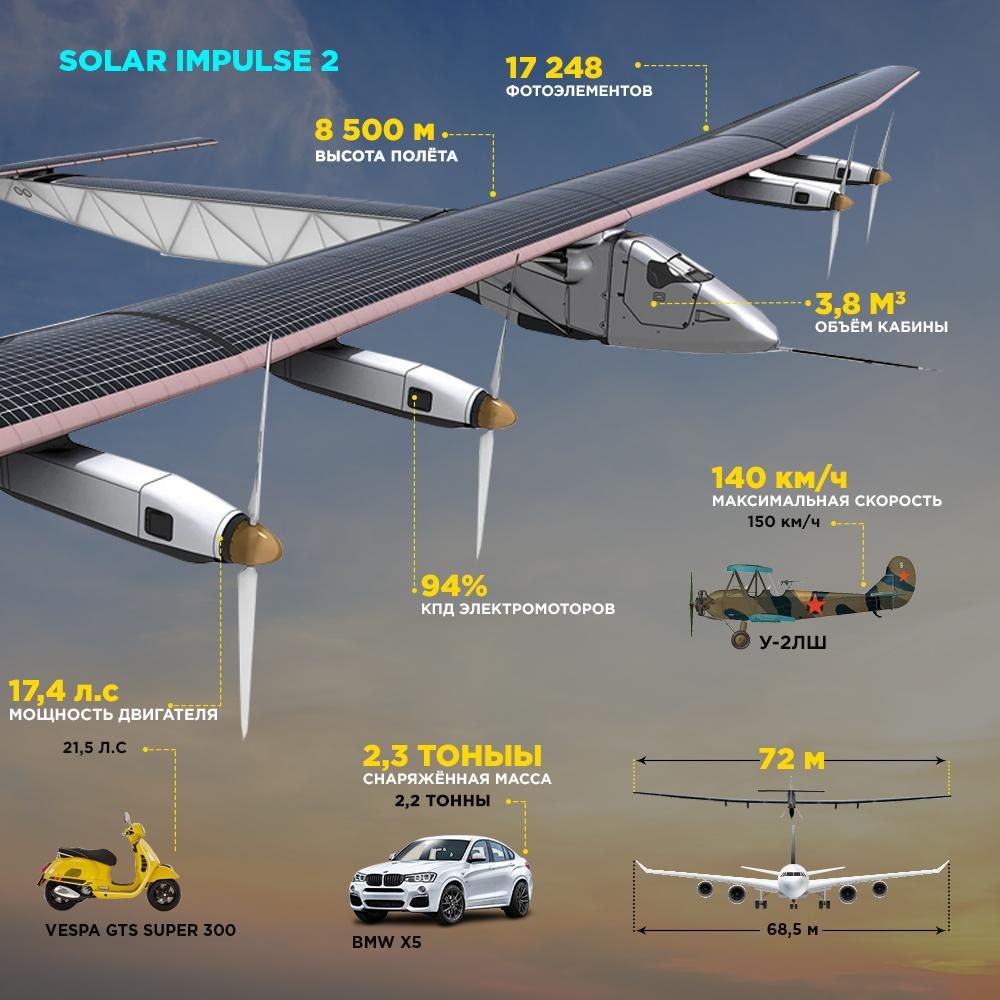 SOLAR IMPULSE 2
17 248
ФОТОЭЛЕМЕНТОВ
8 500 м
ВЫСОТА ПОЛЁТА
3,8 М³
ОБЪЁМ КАБИНЫ
140 км/ч
МАКСИМАЛЬНАЯ СКОРОСТЬ
150 км/ч
9
У-2ЛШ
94%
КПД ЭЛЕКТРОМОТОРОВ
17,4 л.с
МОЩНОСТЬ ДВИГАТЕЛЯ
21,5 Л.С
VESPA GTS SUPER 300
2,3 ТОНЫЫ
СНАРЯЖЁННАЯ МАССА
2,2 ТОННЫ
BMW X5
72 м
68,5 м